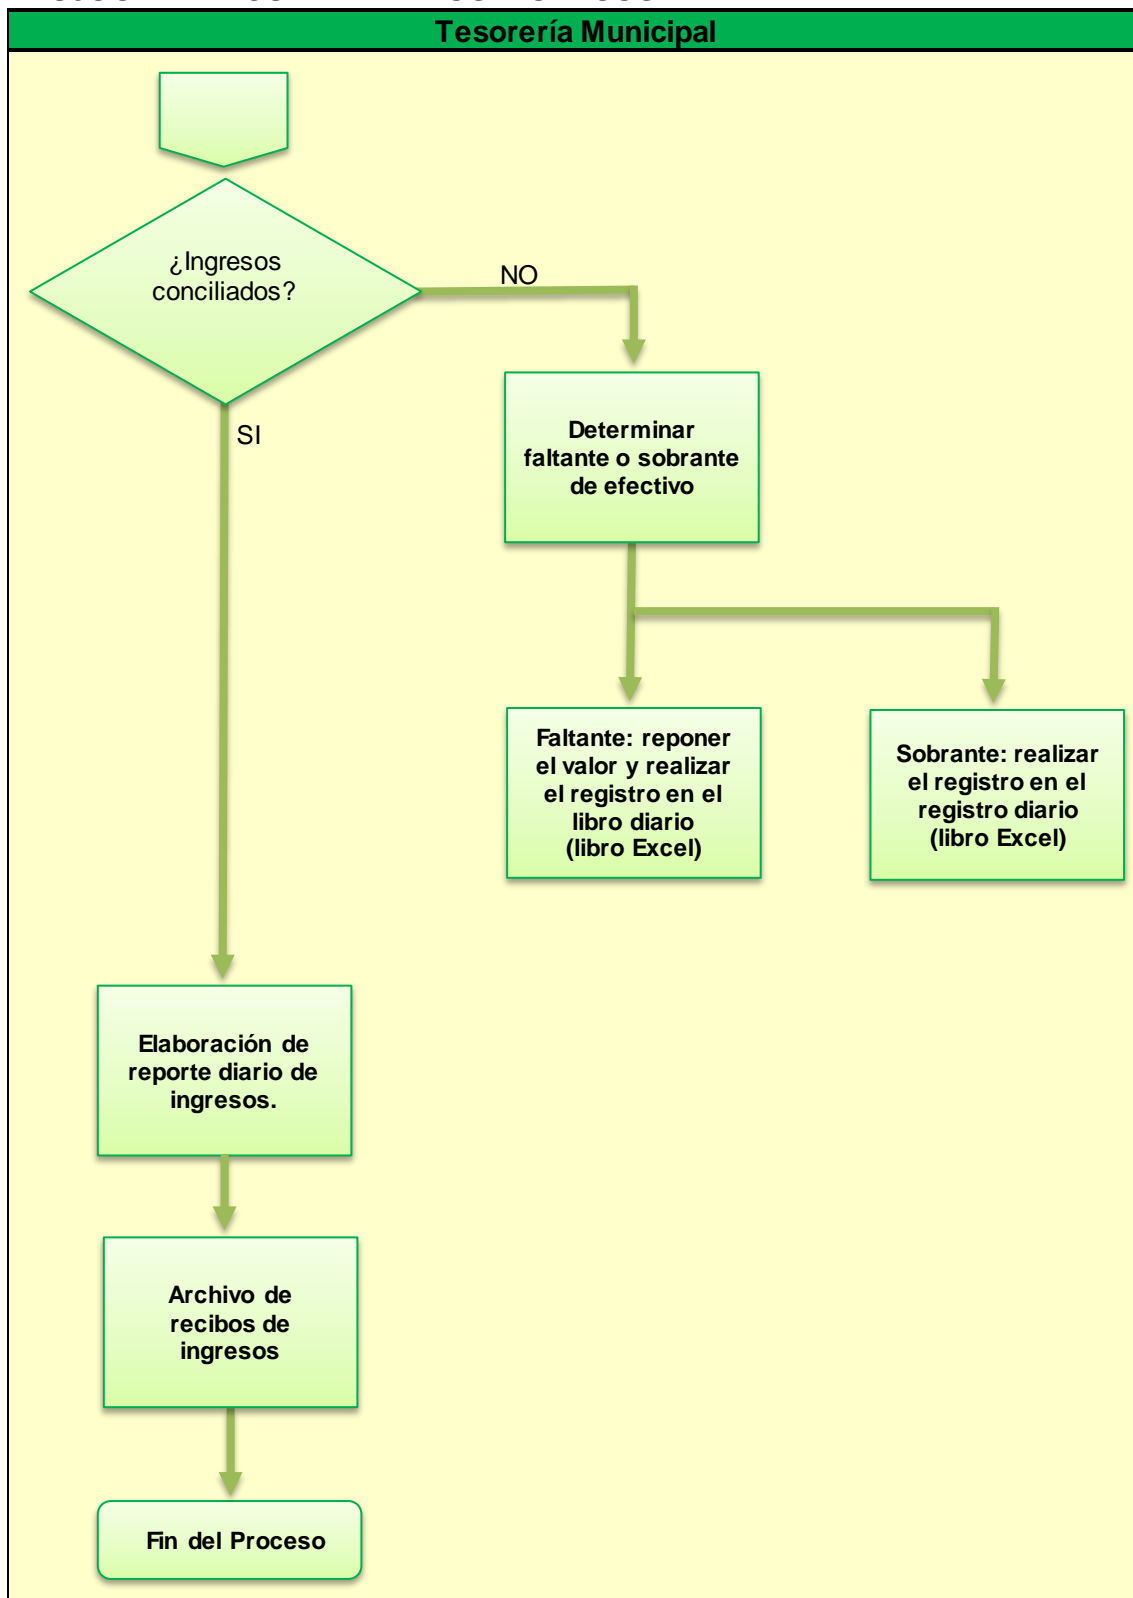 Tesorería Municipal
¿Ingresos
conciliados?
NO
SI
Determinar
faltante o sobrante
de efectivo
Faltante: reponer
el valor y realizar
el registro en el
libro diario
(libro Excel)
Sobrante: realizar
el registro en el
registro diario
(libro Excel)
Elaboración de
reporte diario de
ingresos.
Archivo de
recibos de
ingresos
Fin del Proceso